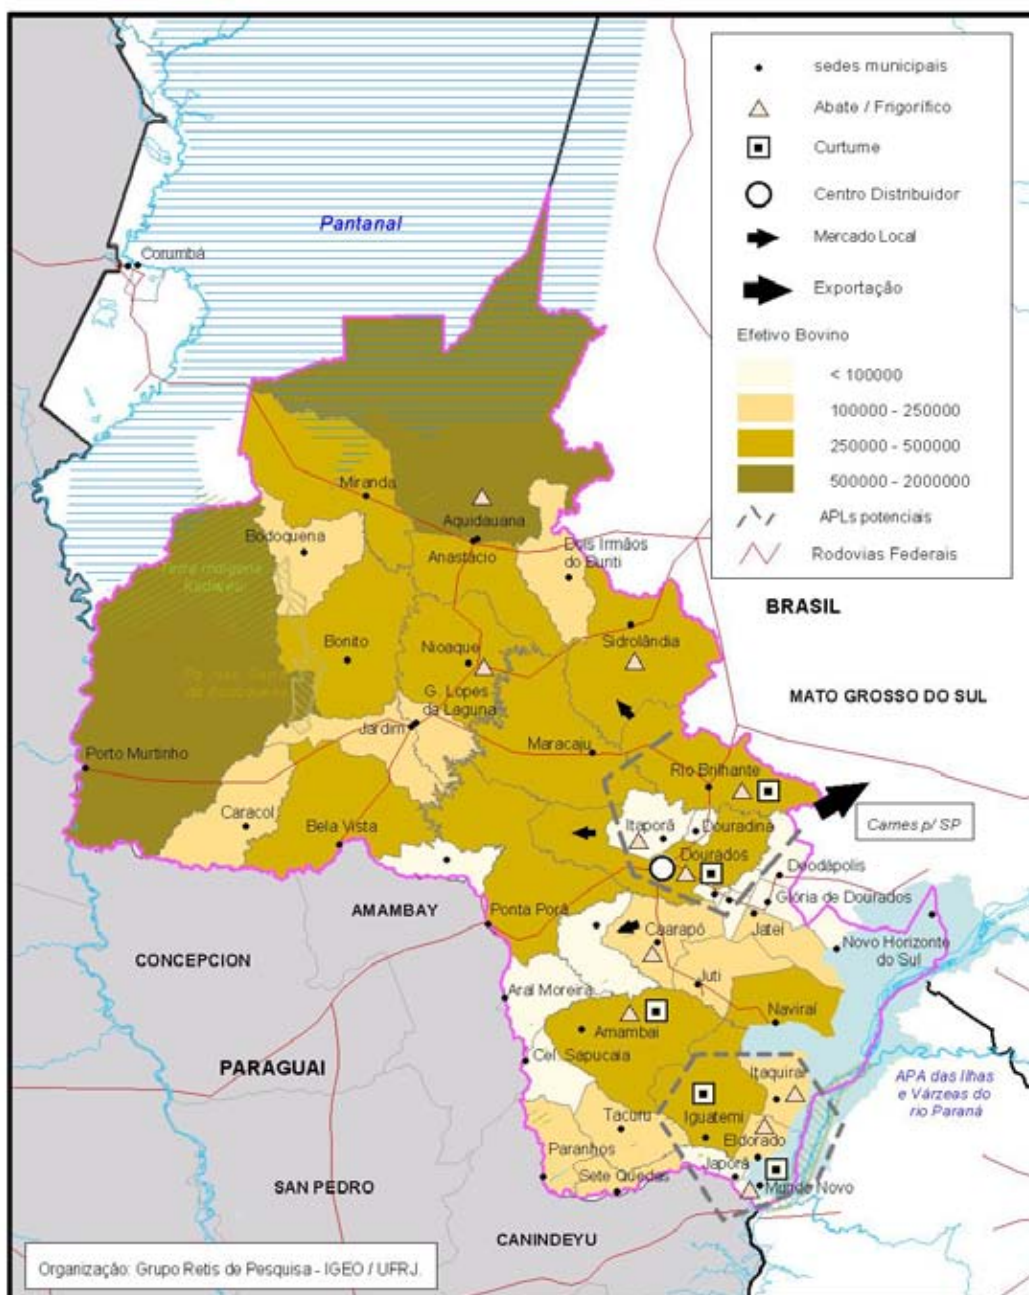 sedes municipais
Abate / Frigorífico
Curtume
Centro Distribuidor
Mercado Local
Exportação
Efetivo Bovino
< 100000
100000 - 250000
250000 - 500000
500000 - 2000000
APLs potenciais
Rodovias Federais
Pantanal
Corumbá
Miranda
Aquidauana
Anastácio
Bodoquena
Dois Irmãos
do Buriti
Terra Indígena
Kadiwéu
BRASIL
Sidrolândia
Bonito
Nioaque
da Bodoquena
G. Lopes
da Laguna
MATO GROSSO DO SUL
Jardim
Porto Murtinho
Maracaju
Rio Brilhante
Caracol
Bela Vista
Itaporã
Douradina
Carnes p/ SP
Dourados
Deodápolis
Glória de Dourados
AMAMBAY
Ponta Porã
Caarapó
Jateí
Novo Horizonte
do Sul
CONCEPCION
Juti
Aral Moreira
Naviraí
Amambai
Cel. Sapucaia
PARAGUAI
Itaquiraí
APA das Ilhas
e Várzeas do
rio Paraná
Tacuru
Iguatemi
Eldorado
Paranhos
Japorã
Sete Quedas
Mundo Novo
SAN PEDRO
CANINDEYU
Organização: Grupo Retis de Pesquisa - IGEO / UFRJ.